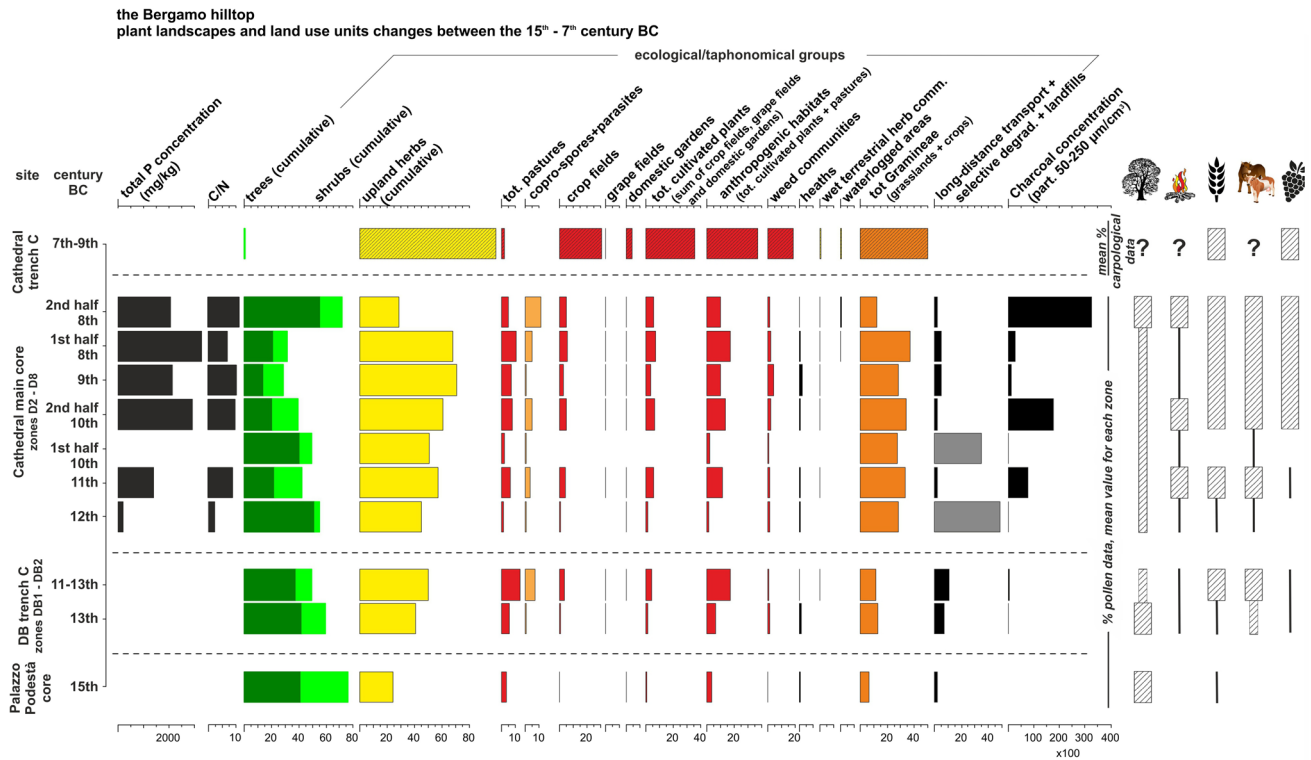 the Bergamo hilltop
plant landscapes and land use units changes between the 15th - 7th century BC
ecological/taphonomical groups
site
century
BC
total P concentration
(mg/kg)
C/N
trees (cumulative)
shrubs (cumulative)
upland herbs
(cumulative)
tot. pastures
copro-spores+parasites
crop fields
grape fields
domestic gardens
tot. cultivated plants
(sum of crop fields, grape fields
and domestic gardens)
anthropogenic habitats
(tot. cultivated plants + pastures)
weed communities
heaths
wet terrestrial herb comm.
waterlogged areas
tot Gramineae
(grasslands + crops)
long-distance transport +
selective degrad. + landfills
Charcoal concentration
(part. 50-250 µm/cm³)
Cathedral
trench C
7th-9th
mean %
carpological
data
? ? ?
Cathedral main core
zones D2 - D8
2nd half
8th
1st half
8th
9th
2nd half
10th
1st half
10th
11th
12th
% pollen data, mean value for each zone
DB trench C
zones DB1 - DB2
11-13th
13th
Palazzo
Podestà
core
15th
2000
10
0 20 40 60 80
20 40 60 80
10
10
20
20
20
20
20 40
20 40
100 200 300 400
x100